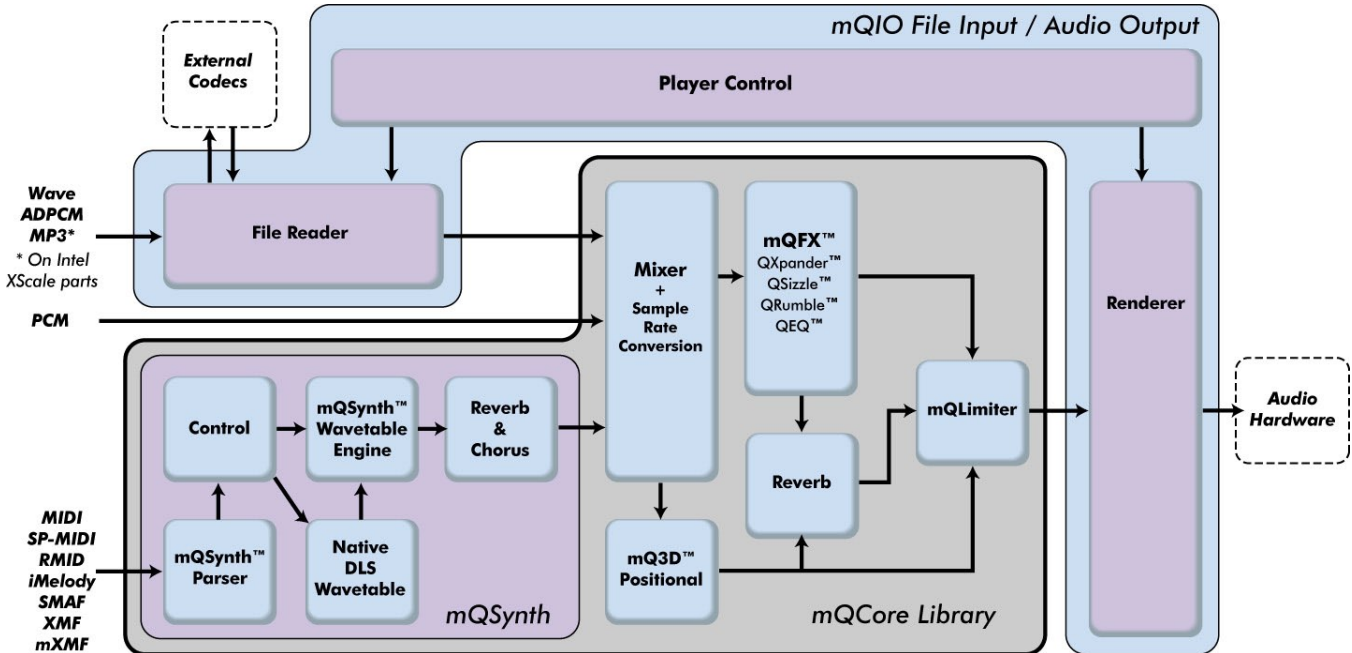 mQIO File Input / Audio Output
External
Codecs
Player Control
Wave
ADPCM
MP3*
* On Intel
XScale parts
File Reader
PCM
Mixer
+
Sample
Rate
Conversion
mQFX™
QXpander™
QSizzle™
QRumble™
QEQ™
Renderer
Control
mQSynth™
Wavetable
Engine
Reverb
&
Chorus
mQLimiter
Audio
Hardware
Reverb
MIDI
SP-MIDI
RMID
iMelody
SMAF
XMF
mXMF
mQSynth™
Parser
Native
DLS
Wavetable
mQSynth
mQ3D™
Positional
mQCore Library